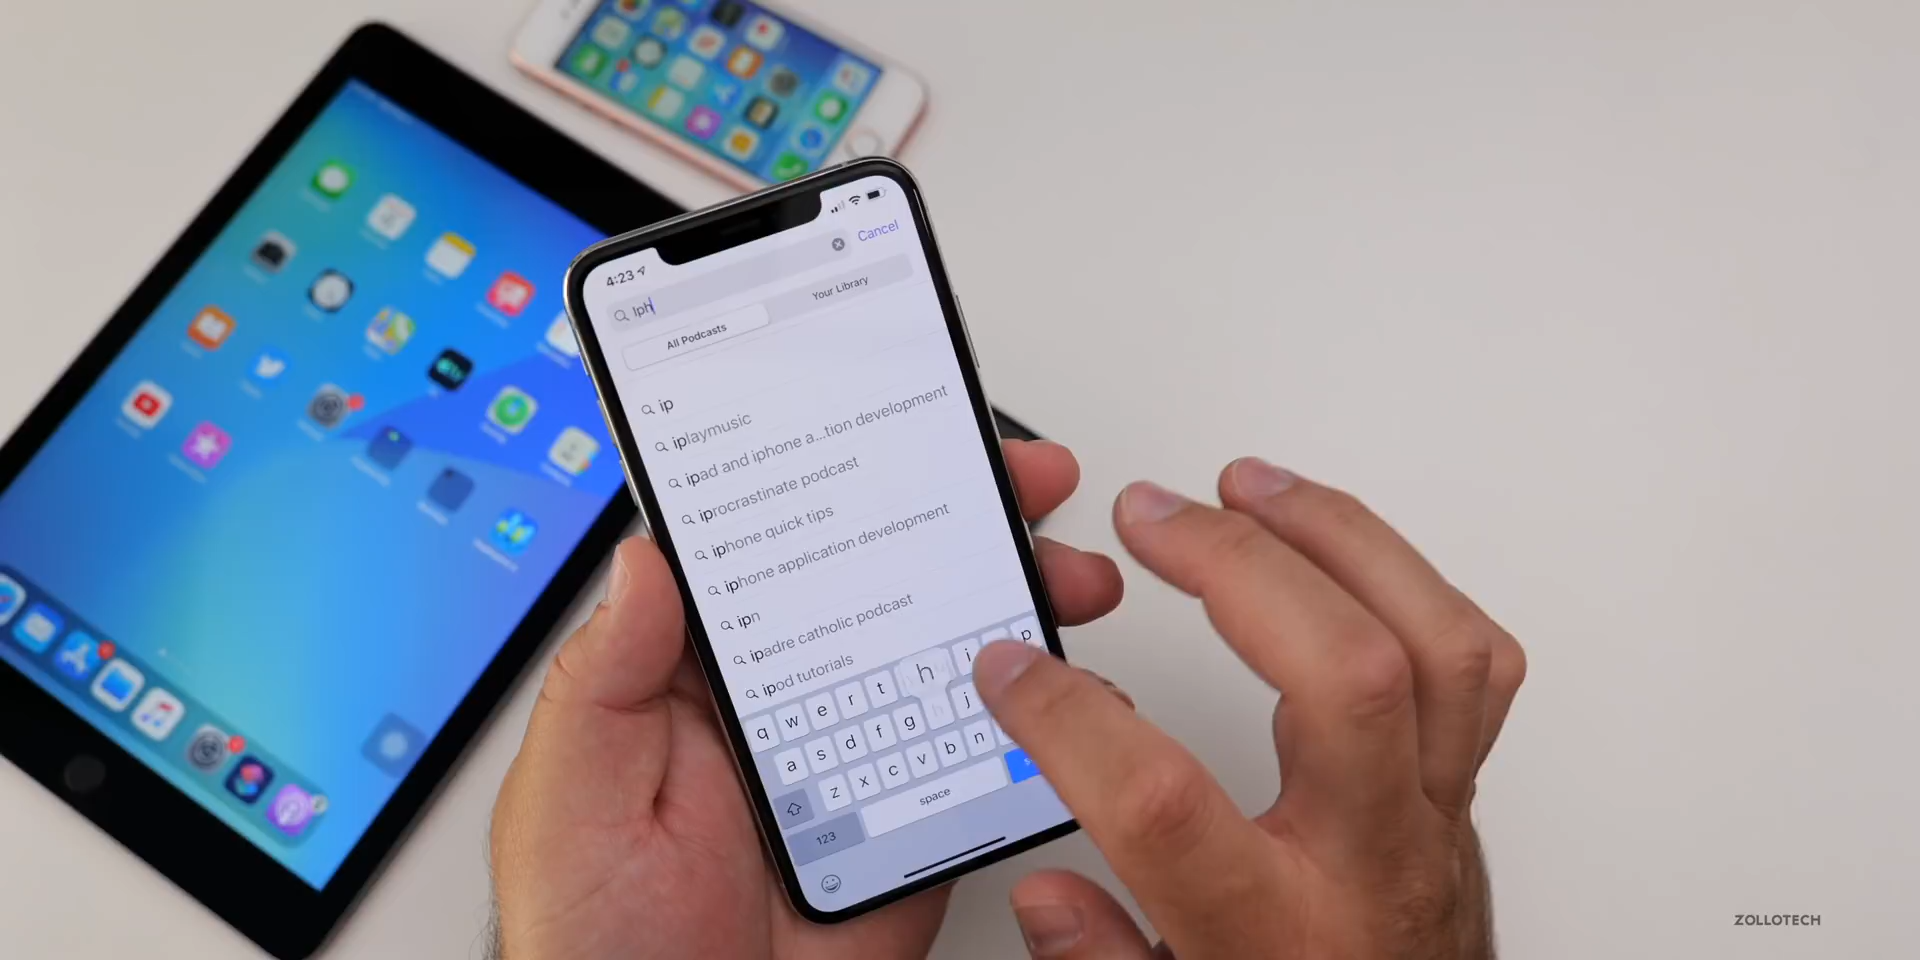 4:23
Cancel
Iph
All Podcasts
Your Library
ip
iplaymusic
ipad and iphone a...tion development
iprocrastinate podcast
iphone quick tips
iphone application development
ipn
ipadre catholic podcast
ipod tutorials
q w e r t h i p
a s d f g h j
z x c v b n
123
space
ZOLLOTECH